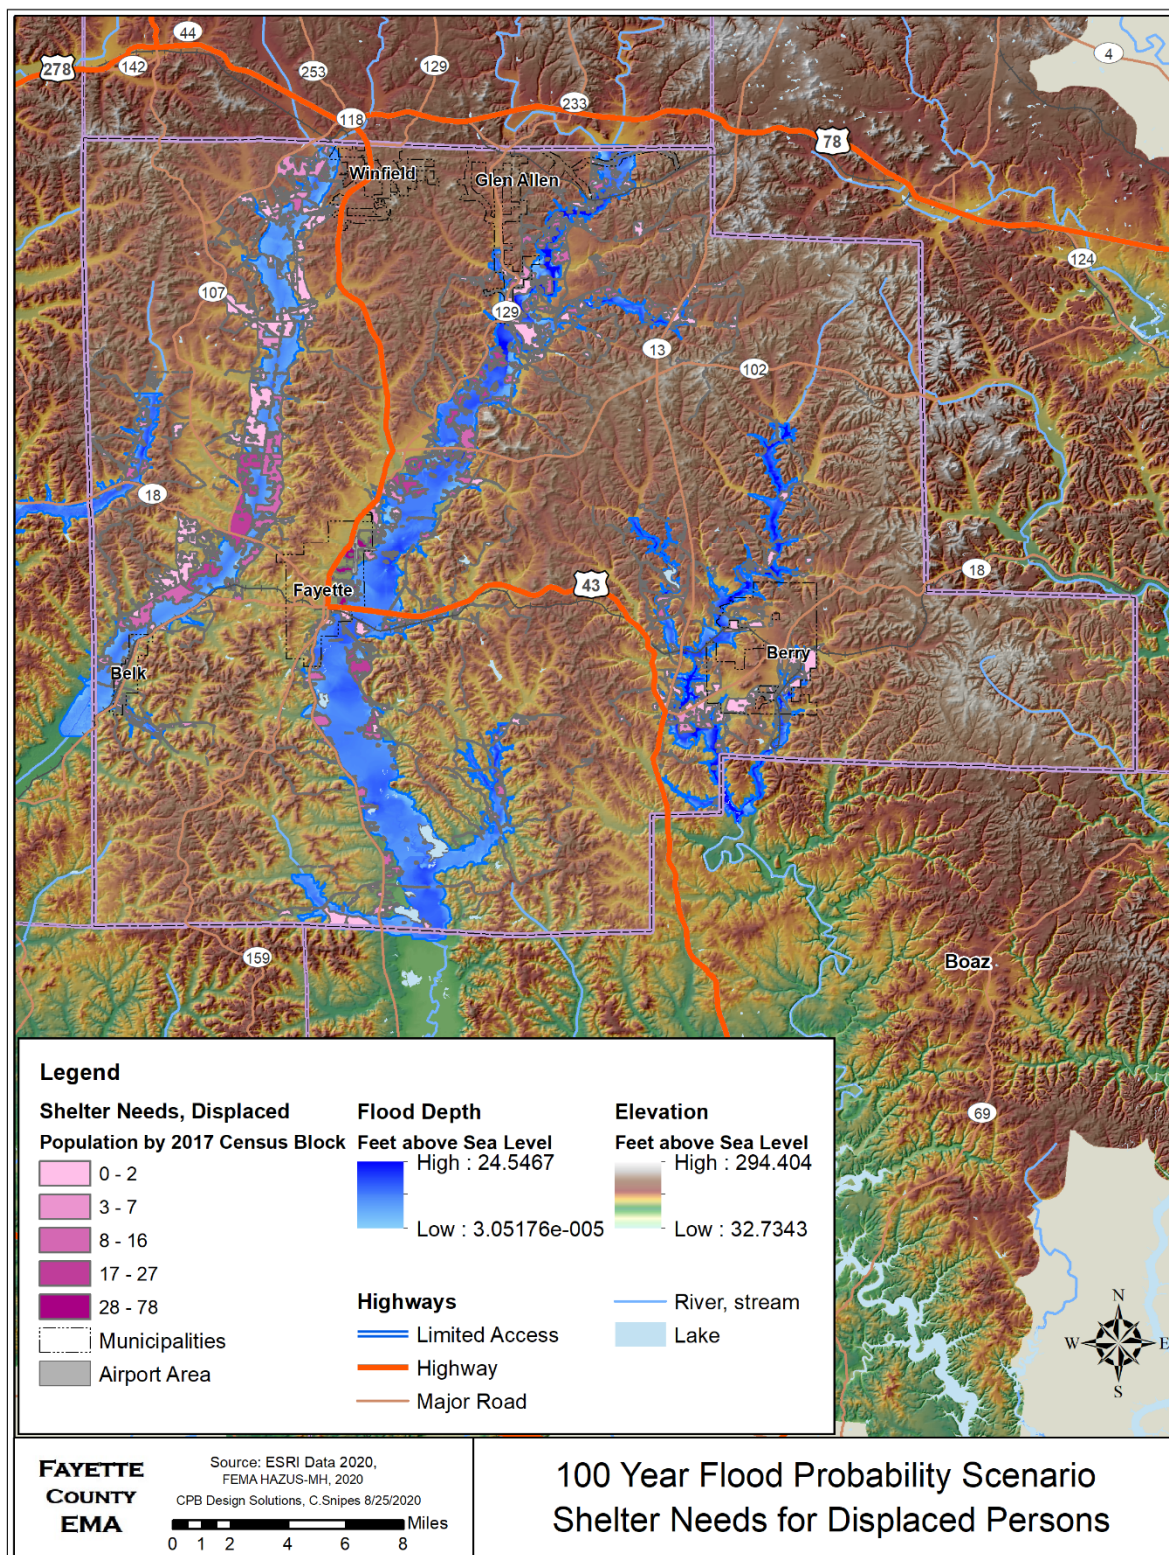 44
278
142
253
129
4
233
118
78
Winfield
Glen Allen
124
107
129
13
102
18
18
43
Fayette
Berry
Belk
159
Boaz
69
Legend
Shelter Needs, Displaced
Population by 2017 Census Block
0 - 2
3 - 7
8 - 16
17 - 27
28 - 78
Municipalities
Airport Area
Flood Depth
Feet above Sea Level
High : 24.5467
Low : 3.05176e-005
Highways
Limited Access
Highway
Major Road
Elevation
Feet above Sea Level
High : 294.404
Low : 32.7343
River, stream
Lake
N
W E
S
FAYETTE
COUNTY
EMA
Source: ESRI Data 2020,
FEMA HAZUS-MH, 2020
CPB Design Solutions, C.Snipes 8/25/2020
Miles
0 1 2 4 6 8
100 Year Flood Probability Scenario
Shelter Needs for Displaced Persons